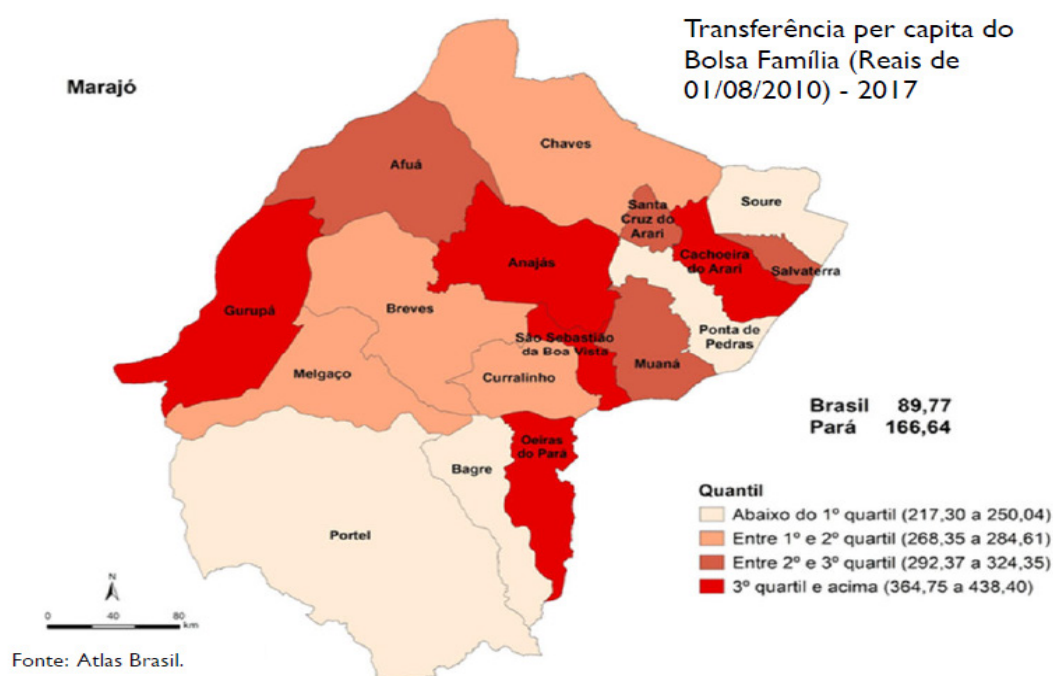 Transferência per capita do
Bolsa Família (Reais de
01/08/2010) - 2017
Marajó
Chaves
Afuá
Soure
Santa
Cruz do
Arari
Cachoeira
do Arari
Salvaterra
Anajás
Gurupá
Breves
Ponta de
Pedras
São Sebastião
da Boa Vista
Muaná
Melgaço
Curralinho
Brasil 89,77
Pará 166,64
Oeiras
do Pará
Bagre
Portel
Quantil
Abaixo do 1º quartil (217,30 a 250,04)
Entre 1º e 2º quartil (268,35 a 284,61)
Entre 2º e 3º quartil (292,37 a 324,35)
3º quartil e acima (364,75 a 438,40)
N
0 40 80
km
Fonte: Atlas Brasil.